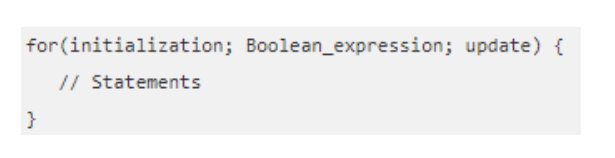 for(initialization; Boolean_expression; update) {
   // Statements
}